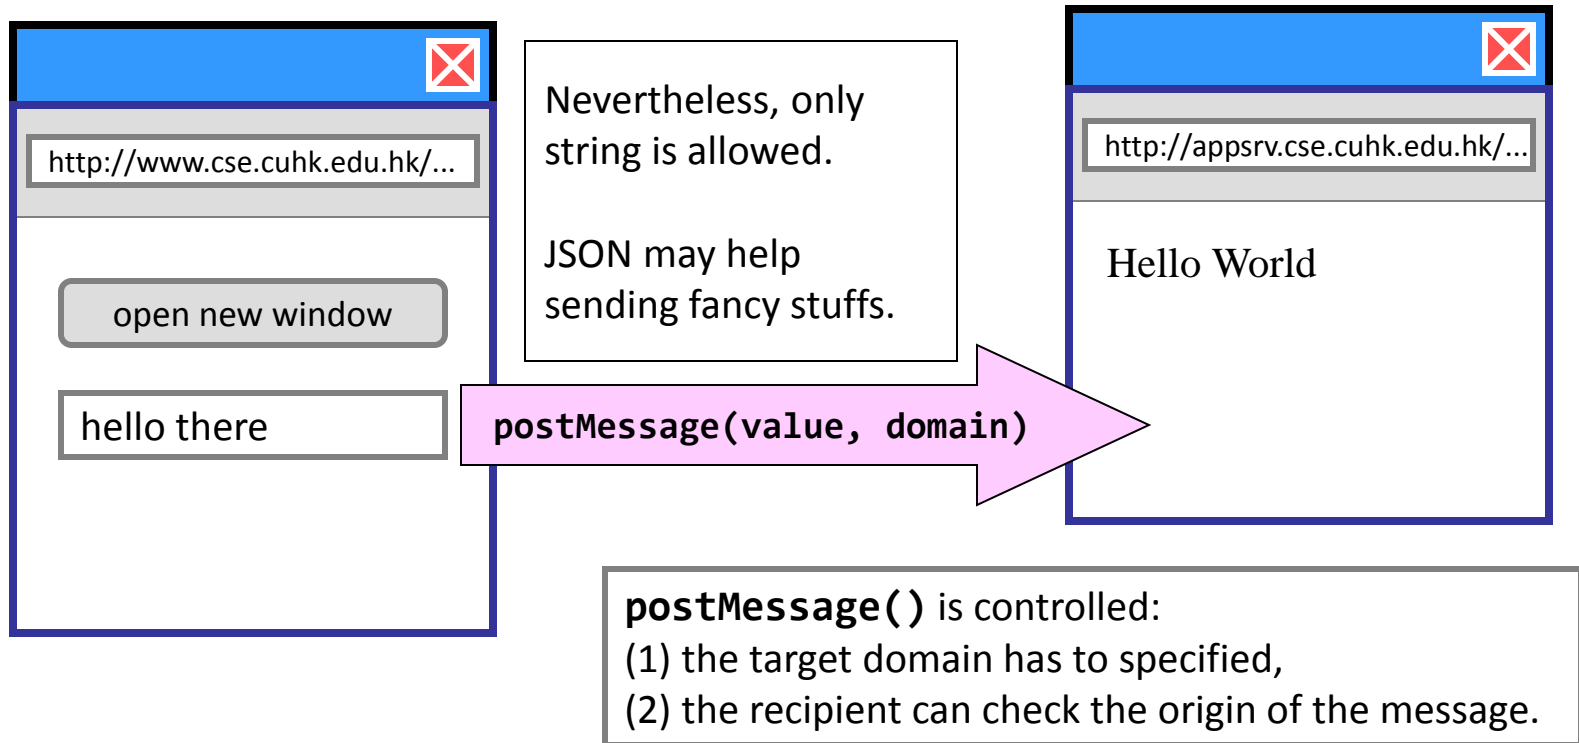 http://www.cse.cuhk.edu.hk/...
open new window
hello there
Nevertheless, only
string is allowed.
JSON may help
sending fancy stuffs.
postMessage(value, domain)
http://appsrv.cse.cuhk.edu.hk/...
Hello World
postMessage() is controlled:
(1) the target domain has to specified,
(2) the recipient can check the origin of the message.